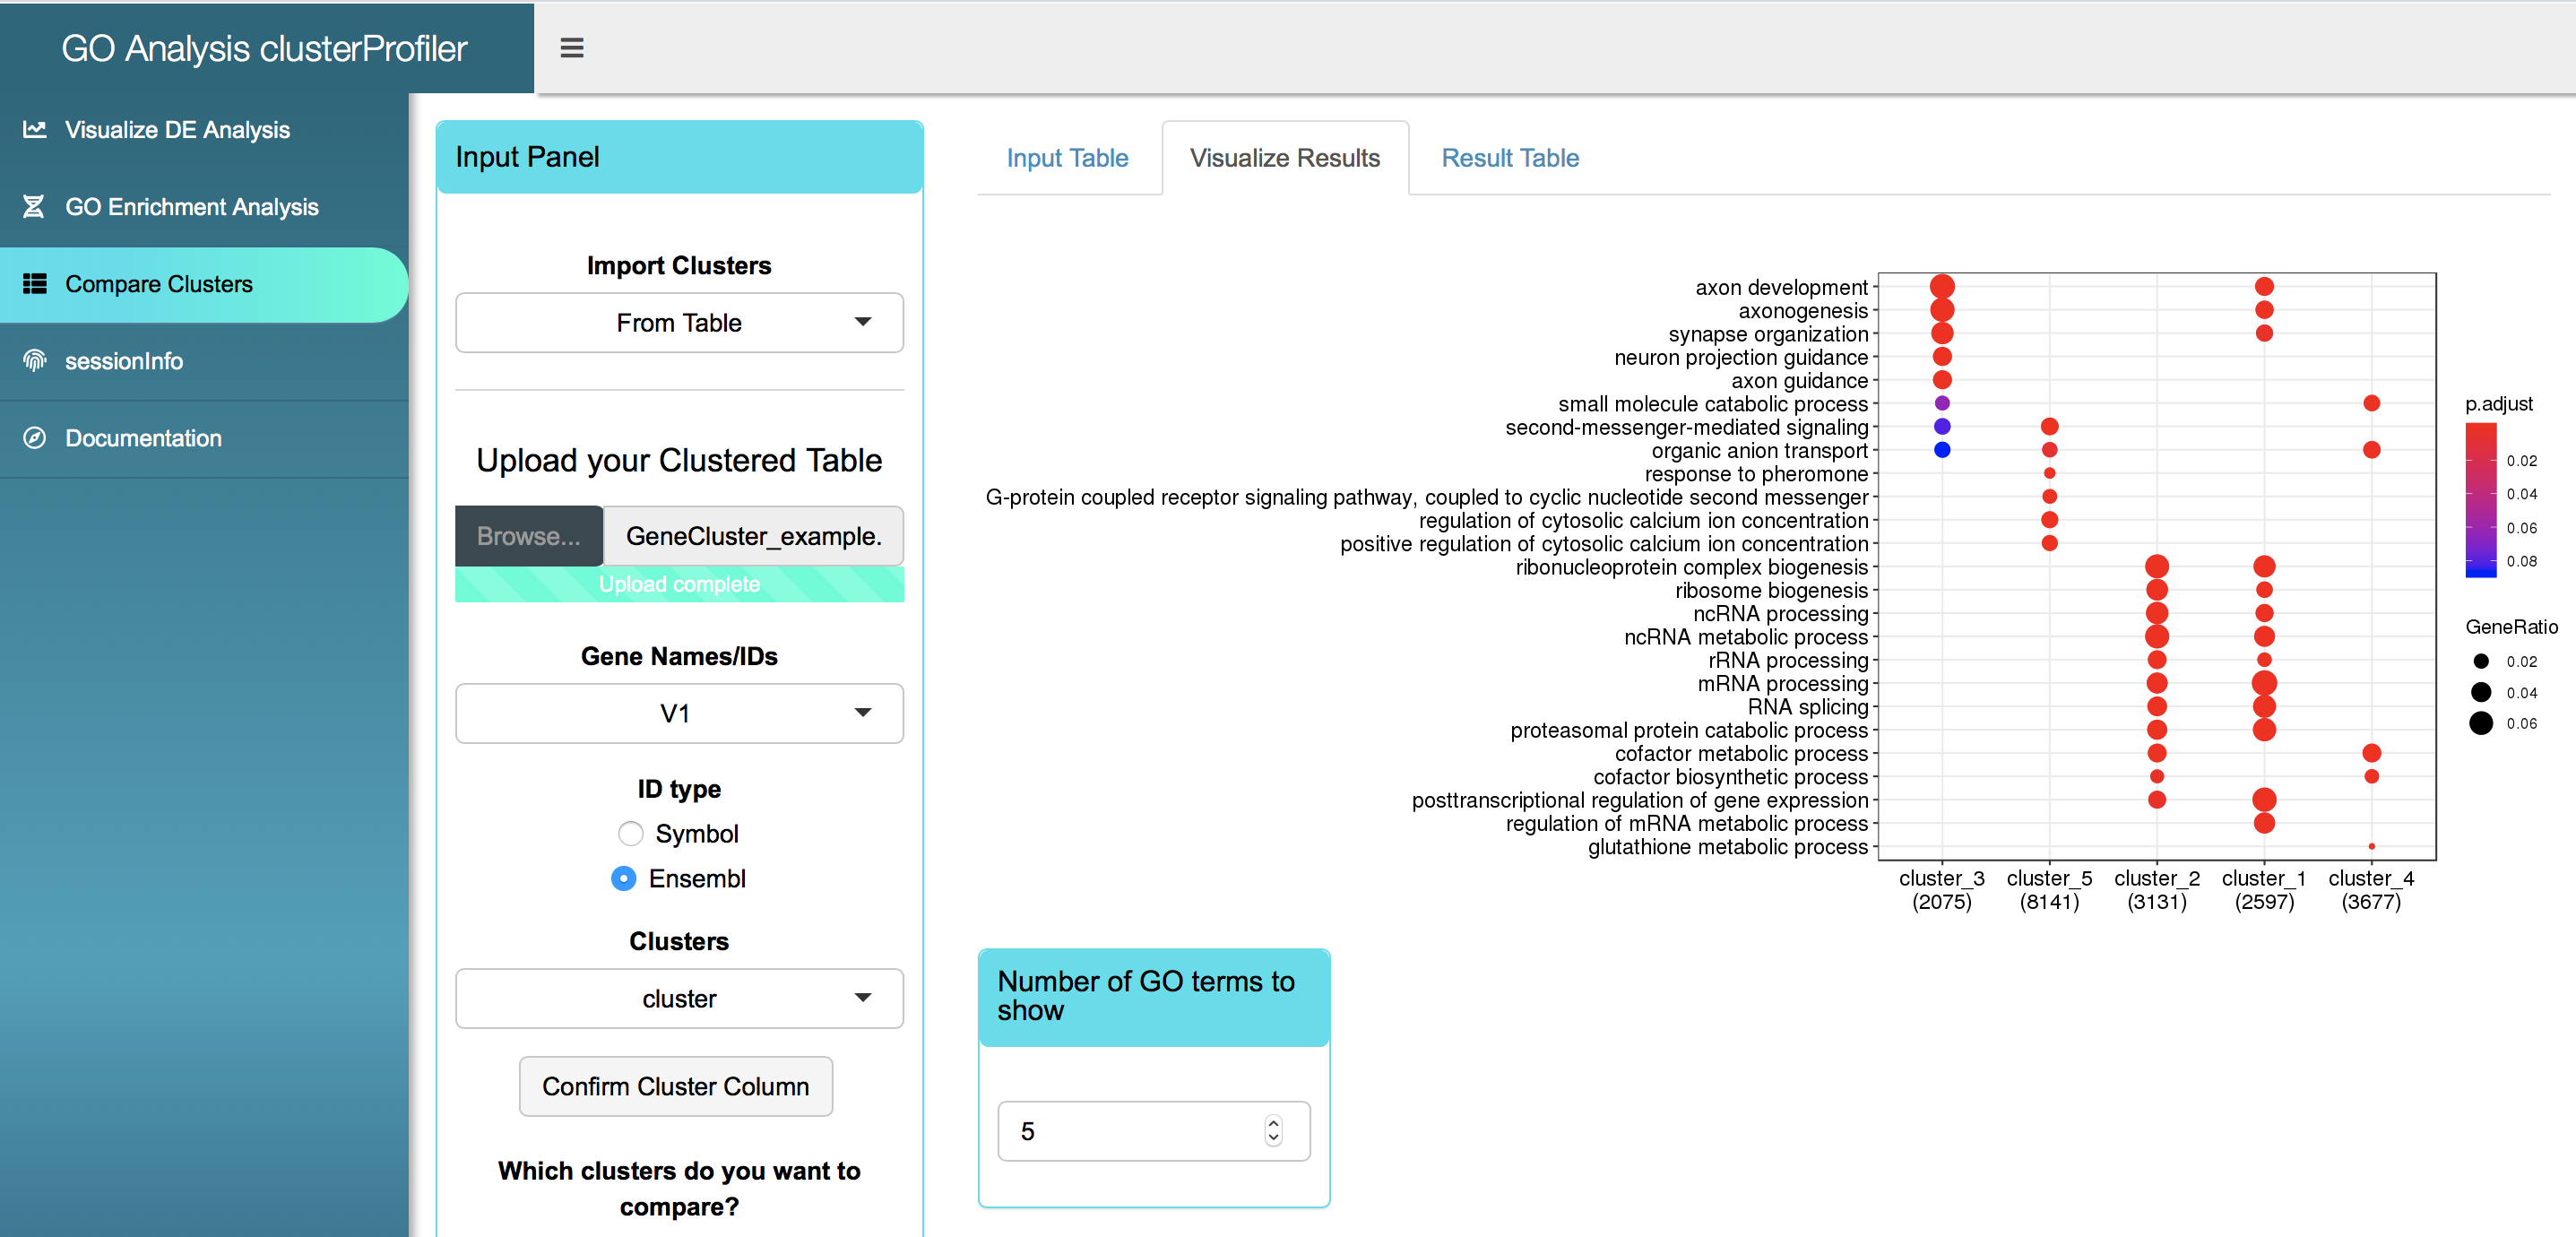 GO Analysis clusterProfiler
Visualize DE Analysis
GO Enrichment Analysis
Compare Clusters
sessionInfo
Documentation
Input Panel
Import Clusters
From Table
Upload your Clustered Table
Browse...
GeneCluster_example.
Upload complete
Gene Names/IDs
V1
ID type
Symbol
Ensembl
Clusters
cluster
Confirm Cluster Column
Which clusters do you want to
compare?
Input Table
Visualize Results
Result Table
axon development
axonogenesis
synapse organization
neuron projection guidance
axon guidance
small molecule catabolic process
second-messenger-mediated signaling
organic anion transport
response to pheromone
G-protein coupled receptor signaling pathway, coupled to cyclic nucleotide second messenger
regulation of cytosolic calcium ion concentration
positive regulation of cytosolic calcium ion concentration
ribonucleoprotein complex biogenesis
ribosome biogenesis
ncRNA processing
ncRNA metabolic process
rRNA processing
mRNA processing
RNA splicing
proteasomal protein catabolic process
cofactor metabolic process
cofactor biosynthetic process
posttranscriptional regulation of gene expression
regulation of mRNA metabolic process
glutathione metabolic process
cluster_3 cluster_5 cluster_2 cluster_1 cluster_4
(2075) (8141) (3131) (2597) (3677)
p.adjust
0.02
0.04
0.06
0.08
GeneRatio
0.02
0.04
0.06
Number of GO terms to
show
5